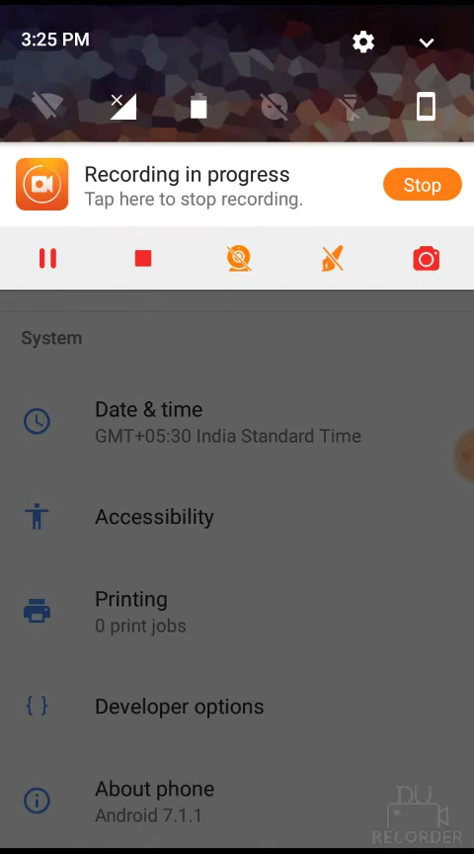 3:25 PM
Recording in progress
Stop
Tap here to stop recording.
System
Date & time
GMT+05:30 India Standard Time
Accessibility
Printing
0 print jobs
Developer options
About phone
Android 7.1.1
DU
RECORDER